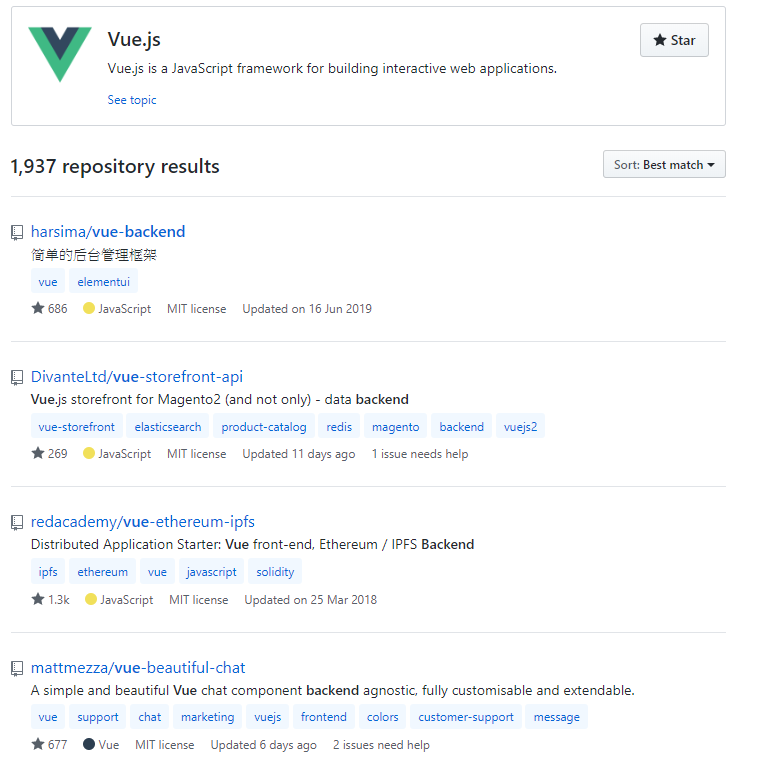 Vue.js
Star
Vue.js is a JavaScript framework for building interactive web applications.
See topic
1,937 repository results
Sort: Best match
harsima/vue-backend
简单的后台管理框架
vue elementui
686 JavaScript MIT license Updated on 16 Jun 2019
DivanteLtd/vue-storefront-api
Vue.js storefront for Magento2 (and not only) - data backend
vue-storefront elasticsearch product-catalog redis magento backend vuejs2
269 JavaScript MIT license Updated 11 days ago 1 issue needs help
redacademy/vue-ethereum-ipfs
Distributed Application Starter: Vue front-end, Ethereum / IPFS Backend
ipfs ethereum vue javascript solidity
1.3k JavaScript MIT license Updated on 25 Mar 2018
mattmezza/vue-beautiful-chat
A simple and beautiful Vue chat component backend agnostic, fully customisable and extendable.
vue support chat marketing vuejs frontend colors customer-support message
677 Vue MIT license Updated 6 days ago 2 issues need help